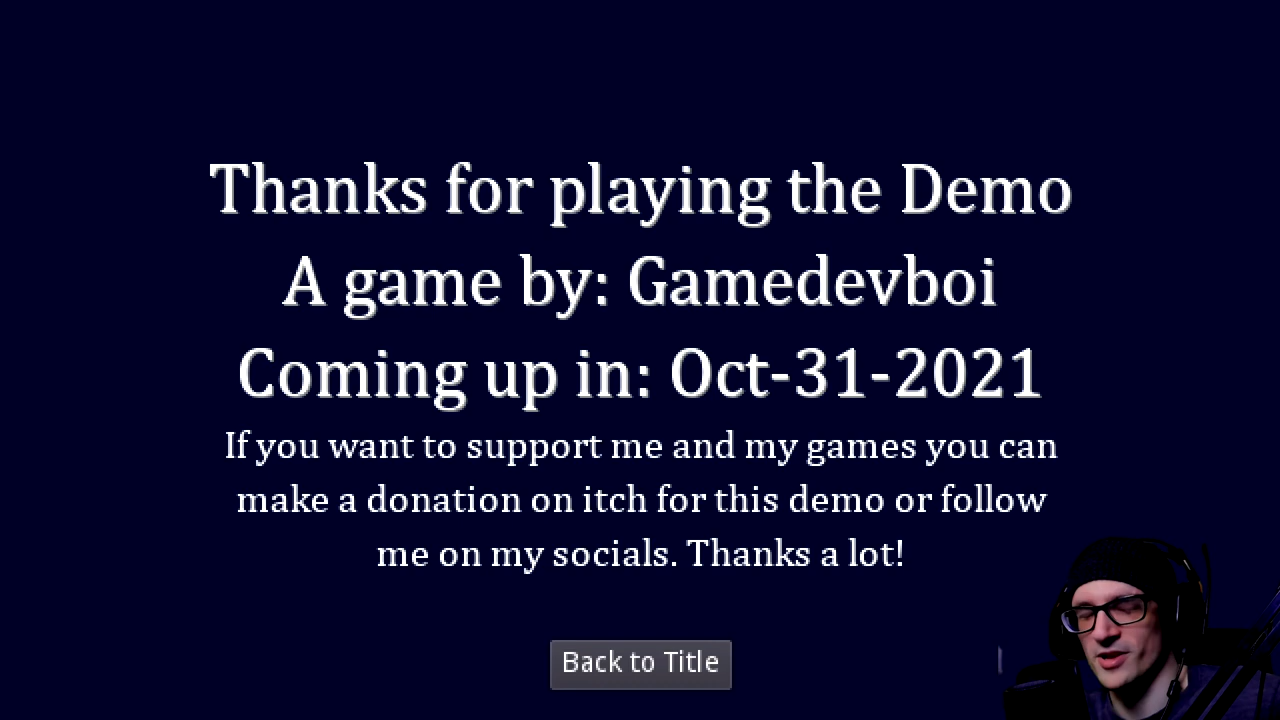 Thanks for playing the Demo
A game by: Gamedevboi
Coming up in: Oct-31-2021
If you want to support me and my games you can
make a donation on itch for this demo or follow
me on my socials. Thanks a lot!
Back to Title